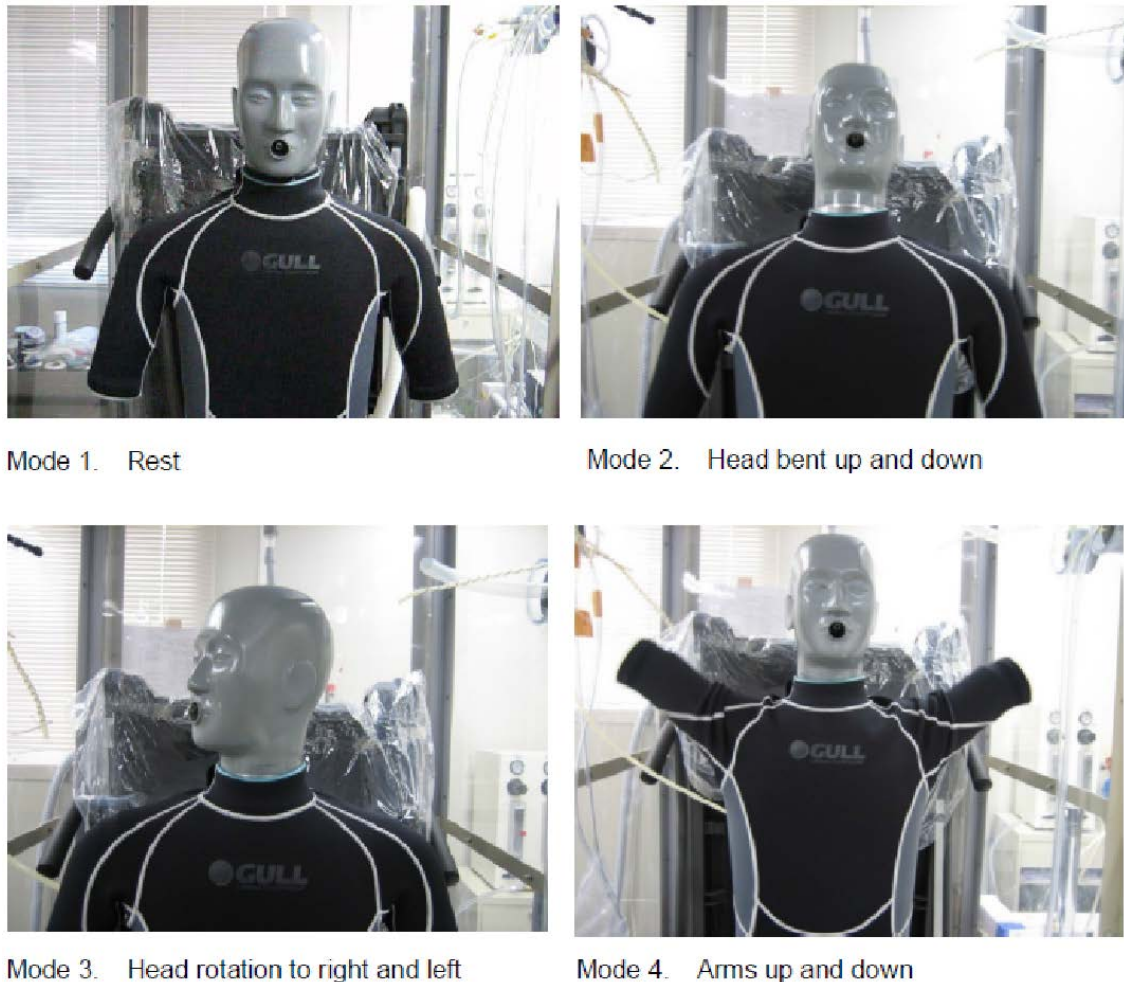 GULL
GULL
Mode 1. Rest
Mode 2. Head bent up and down
GULL
GULL
Mode 3. Head rotation to right and left
Mode 4. Arms up and down